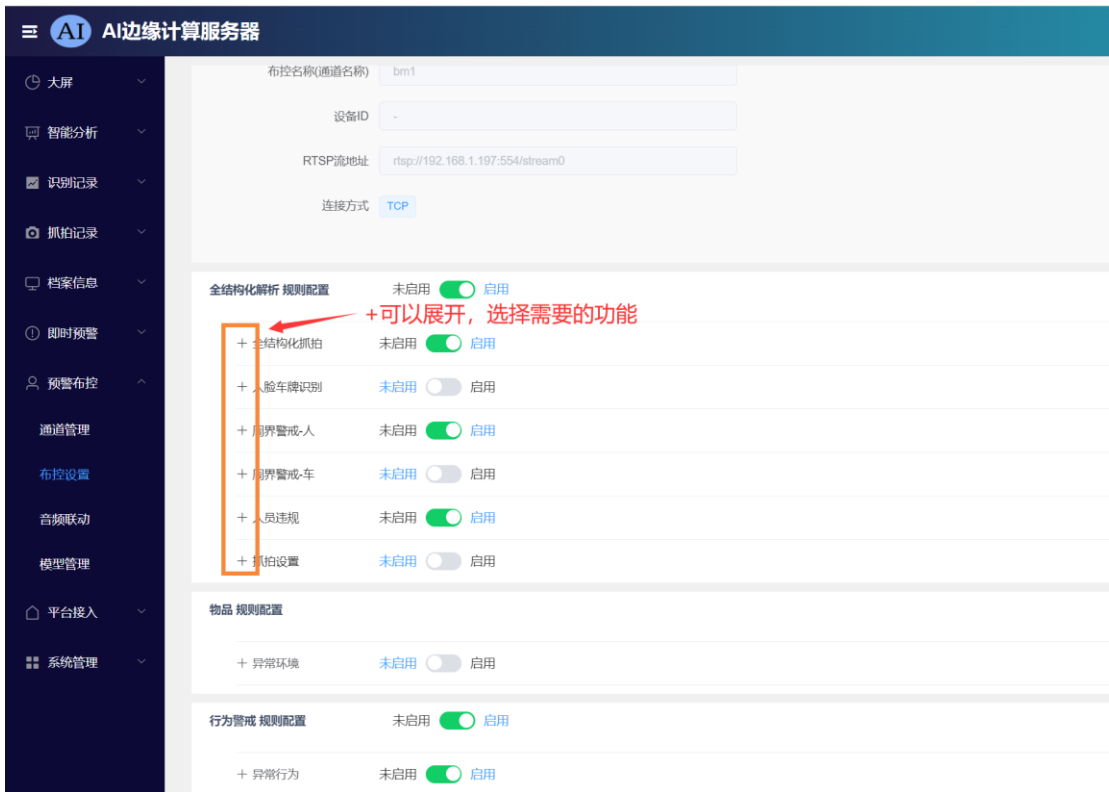 AI AI边缘计算服务器
大屏
智能分析
识别记录
抓拍记录
档案信息
即时预警
预警布控
通道管理
布控设置
音频联动
模型管理
平台接入
系统管理
布控名称(通道名称) bm1
设备ID -
RTSP流地址 rtsp://192.168.1.197:554/stream0
连接方式 TCP
全结构化解析 规则配置 未启用 启用
+可以展开，选择需要的功能
+ 全结构化抓拍 未启用 启用
+ 人脸车牌识别 未启用 启用
+ 周界警戒-人 未启用 启用
+ 周界警戒-车 未启用 启用
+ 人员违规 未启用 启用
+ 抓拍设置 未启用 启用
物品 规则配置
+ 异常环境 未启用 启用
行为警戒 规则配置 未启用 启用
+ 异常行为 未启用 启用